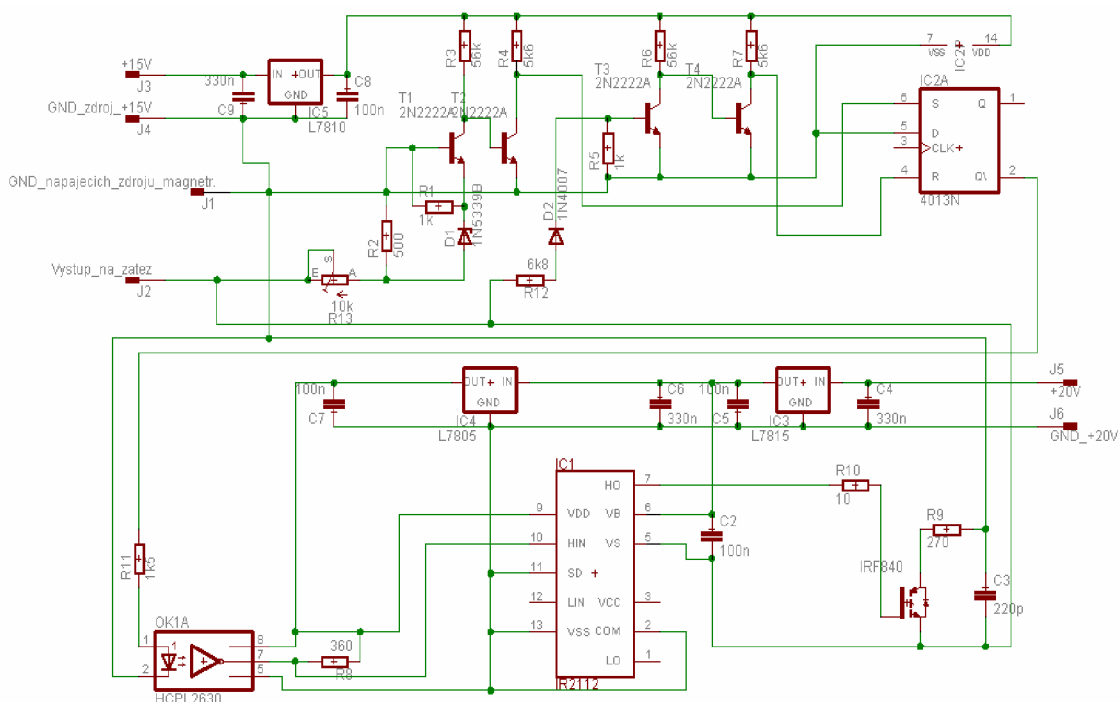 +15V
J3
GND_zdroj_+15V
J4
330n
C9
IN +OUT
GND
IC5
L7810
C8
100n
GND_napajecich_zdroju_magnetr.
J1
Vystup_na_zatez
J2
R3
56k
R4
5k6
T1
2N2222A
T2
2N2222A
R1
1k
R2
500
D1
1N5339B
E
S
A
10k
R13
D2
1N4007
6k8
R12
R5
1k
T3
2N2222A
T4
2N2222A
R6
56k
R7
5k6
7
VSS
IC2P
14
VDD
IC2A
6
S
Q
1
5
D
3
CLK+
4
R
Q\
2
4013N
100n
C7
OUT+ IN
GND
IC4
L7805
C6
330n
100n
C5
OUT+ IN
GND
IC3
L7815
C4
330n
J5
+20V
J6
GND_+20V
IC1
HO
7
9
VDD
VB
6
10
HIN
VS
5
11
SD +
12
LIN
VCC
3
13
VSS
COM
2
LO
1
IR2112
C2
100n
R10
10
R9
270
IRF840
C3
220p
R11
1k5
OK1A
1
1
8
7
2
5
HCPL2630
360
R8